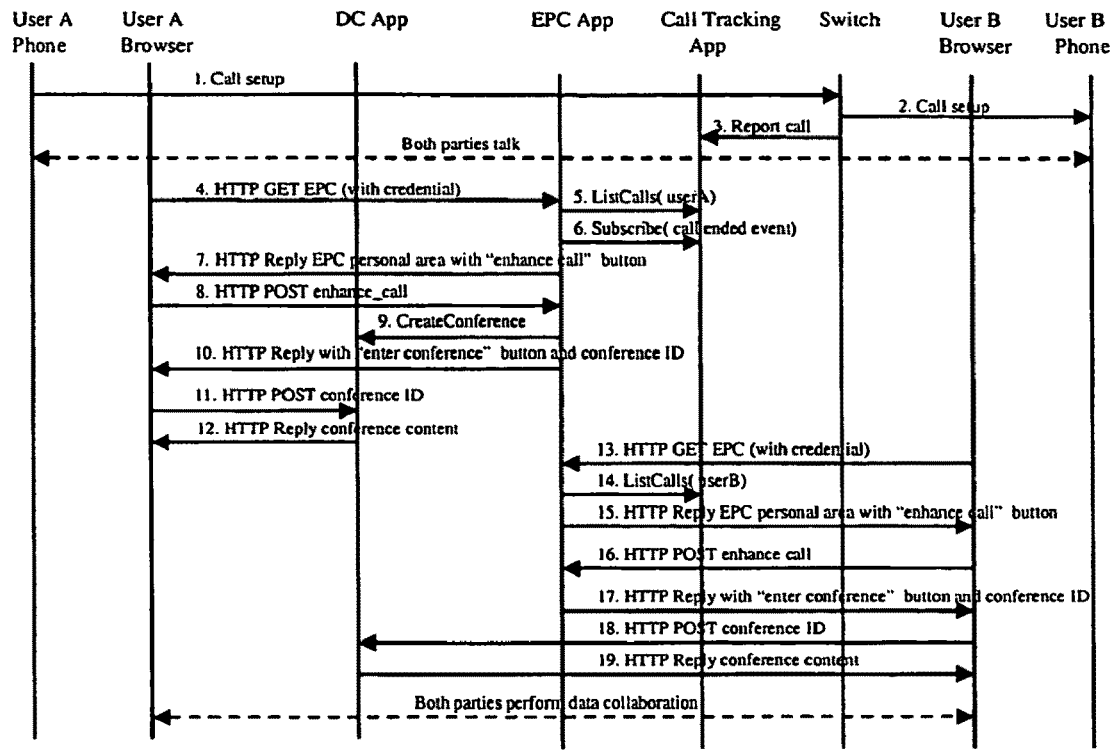 User A Phone
User A Browser
DC App
EPC App
Call Tracking App
Switch
User B Browser
User B Phone
1. Call setup
2. Call setup
3. Report call
Both parties talk
4. HTTP GET EPC (with credential)
5. ListCalls( userA)
6. Subscribe( call ended event)
7. HTTP Reply EPC personal area with “enhance call” button
8. HTTP POST enhance_call
9. CreateConference
10. HTTP Reply with “enter conference” button and conference ID
11. HTTP POST conference ID
12. HTTP Reply conference content
13. HTTP GET EPC (with credential)
14. ListCalls( userB)
15. HTTP Reply EPC personal area with “enhance call” button
16. HTTP POST enhance call
17. HTTP Reply with “enter conference” button and conference ID
18. HTTP POST conference ID
19. HTTP Reply conference content
Both parties perform data collaboration